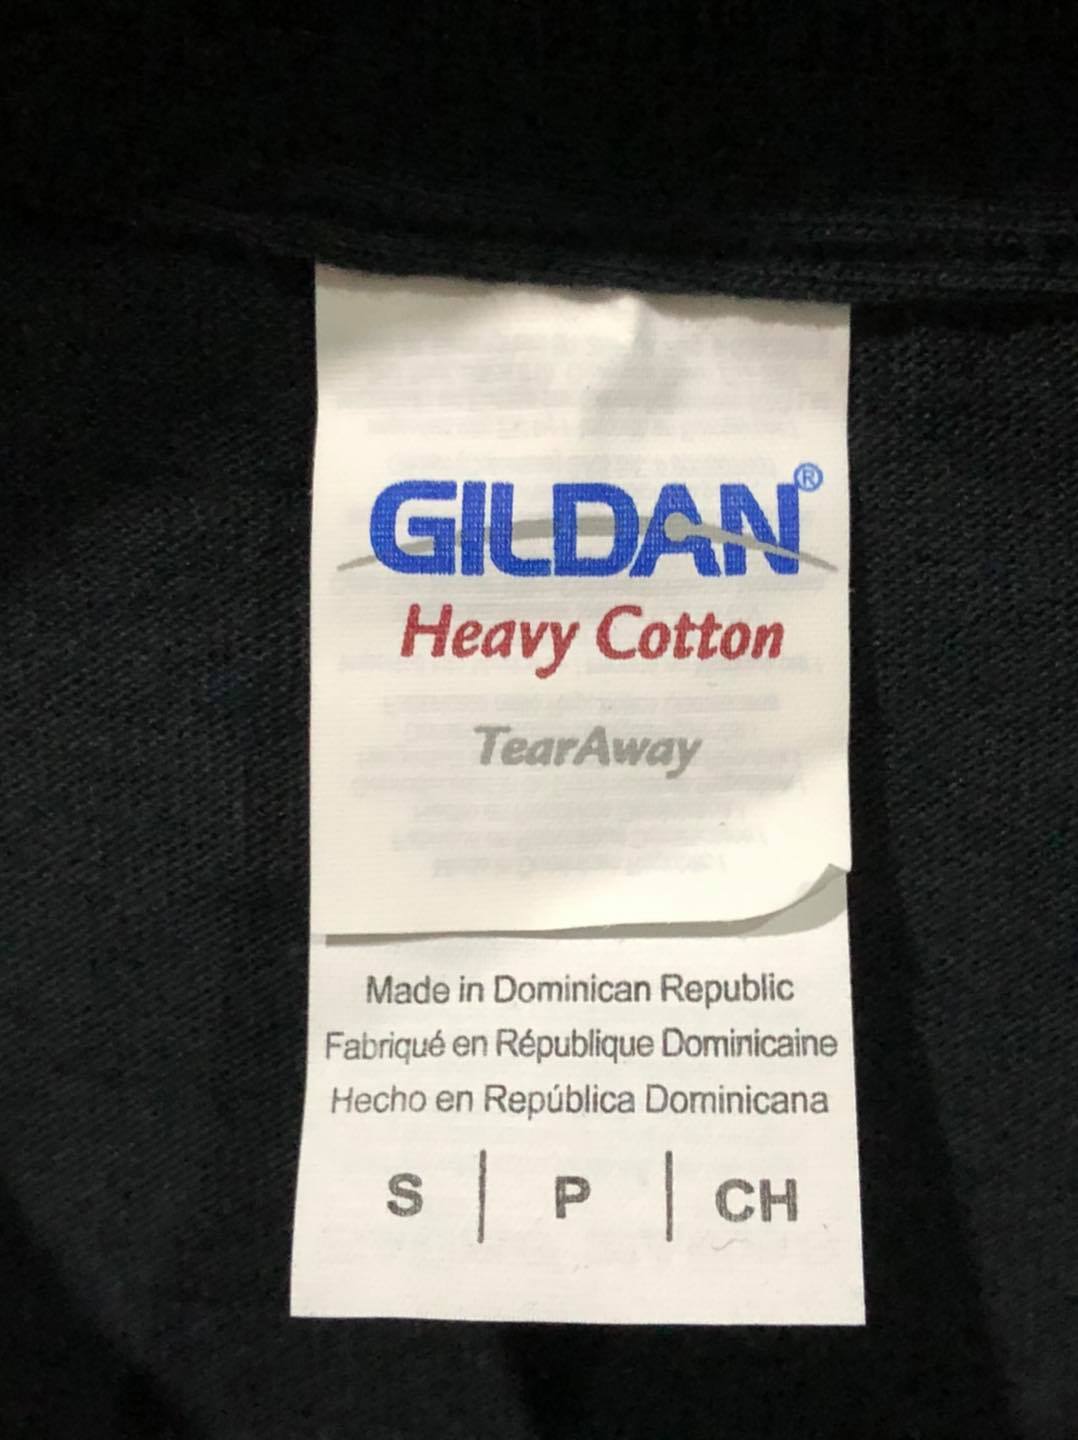 GILDAN®
Heavy Cotton
TearAway
Made in Dominican Republic
Fabriqué en République Dominicaine
Hecho en República Dominicana
S | P | CH